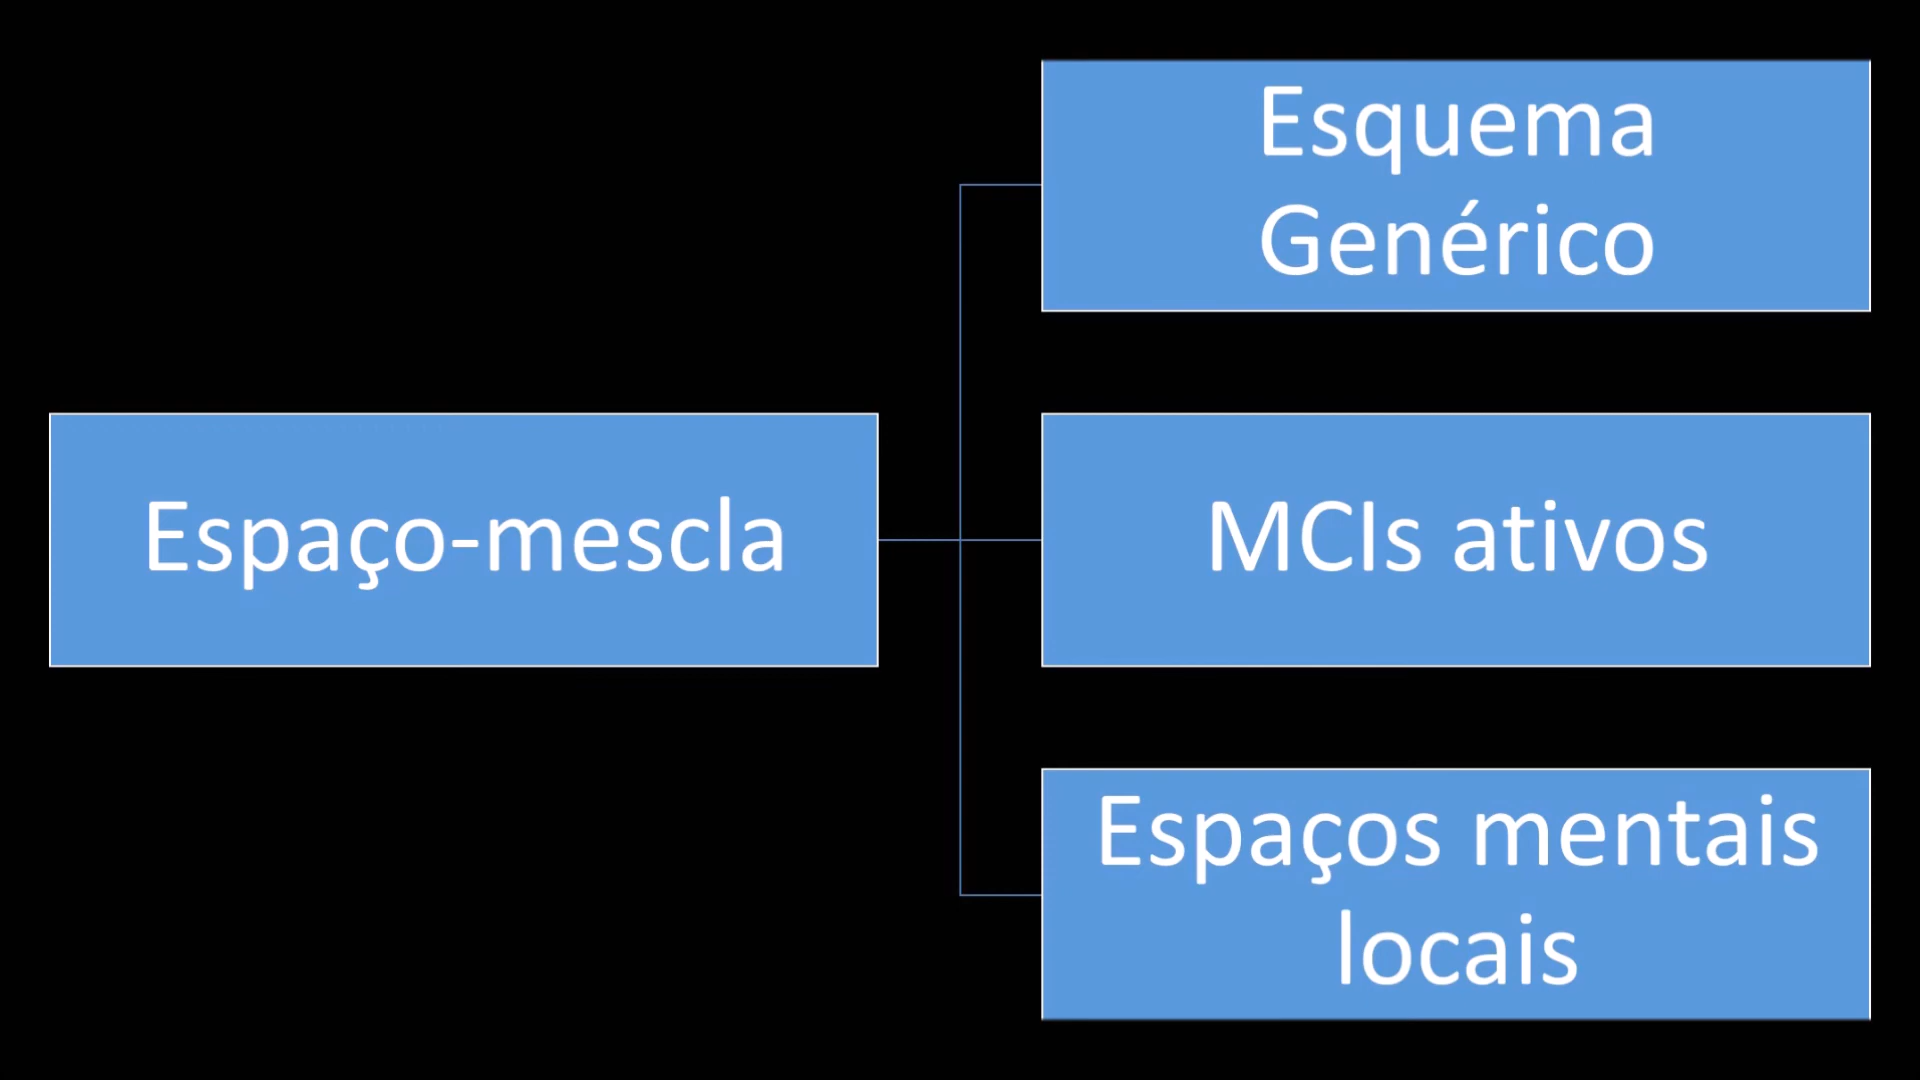 Esquema
Genérico
Espaço-mescla
MCIs ativos
Espaços mentais
locais